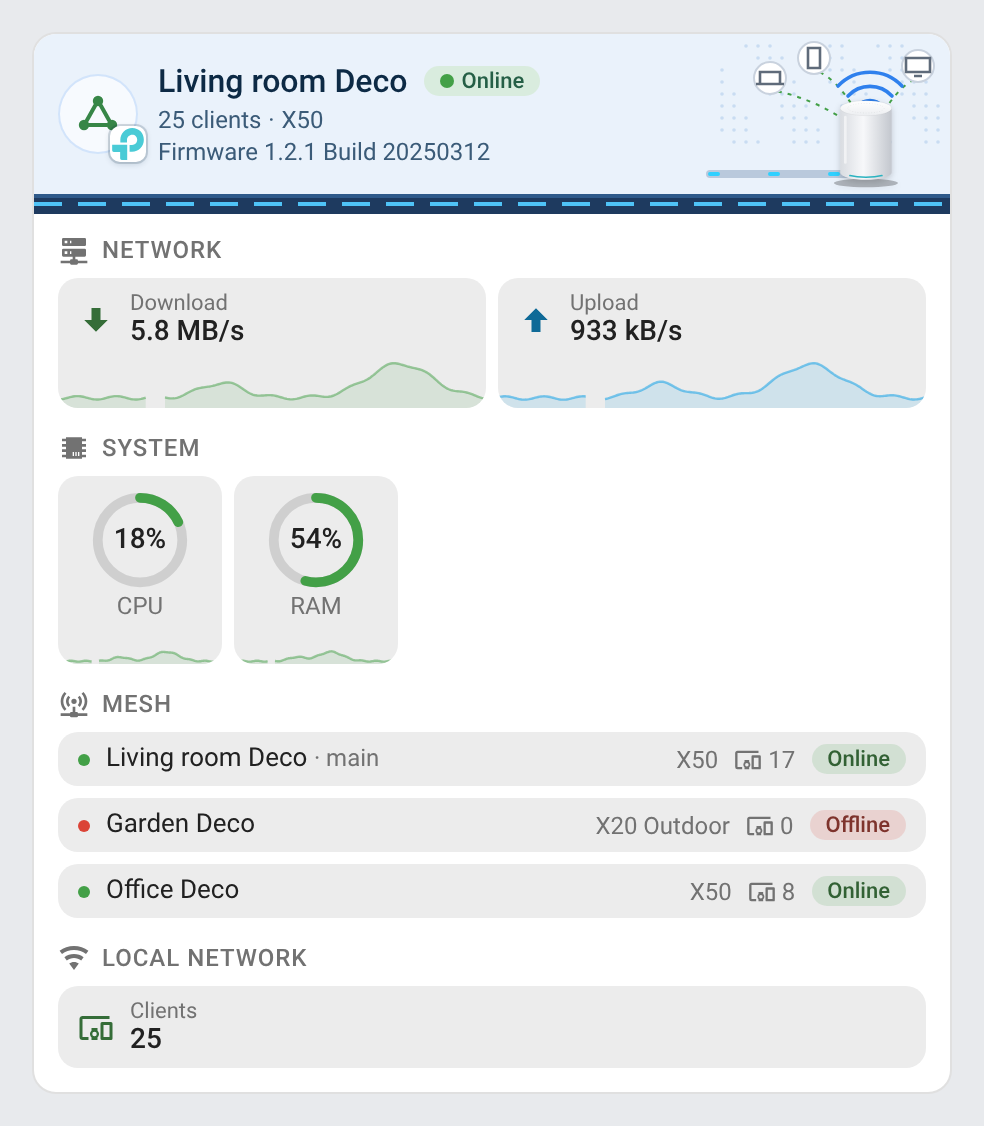 Living room Deco
Online
25 clients · X50
Firmware 1.2.1 Build 20250312
NETWORK
Download
5.8 MB/s
Upload
933 kB/s
SYSTEM
18%
CPU
54%
RAM
MESH
Living room Deco · main X50 17 Online
Garden Deco X20 Outdoor 0 Offline
Office Deco X50 8 Online
LOCAL NETWORK
Clients
25